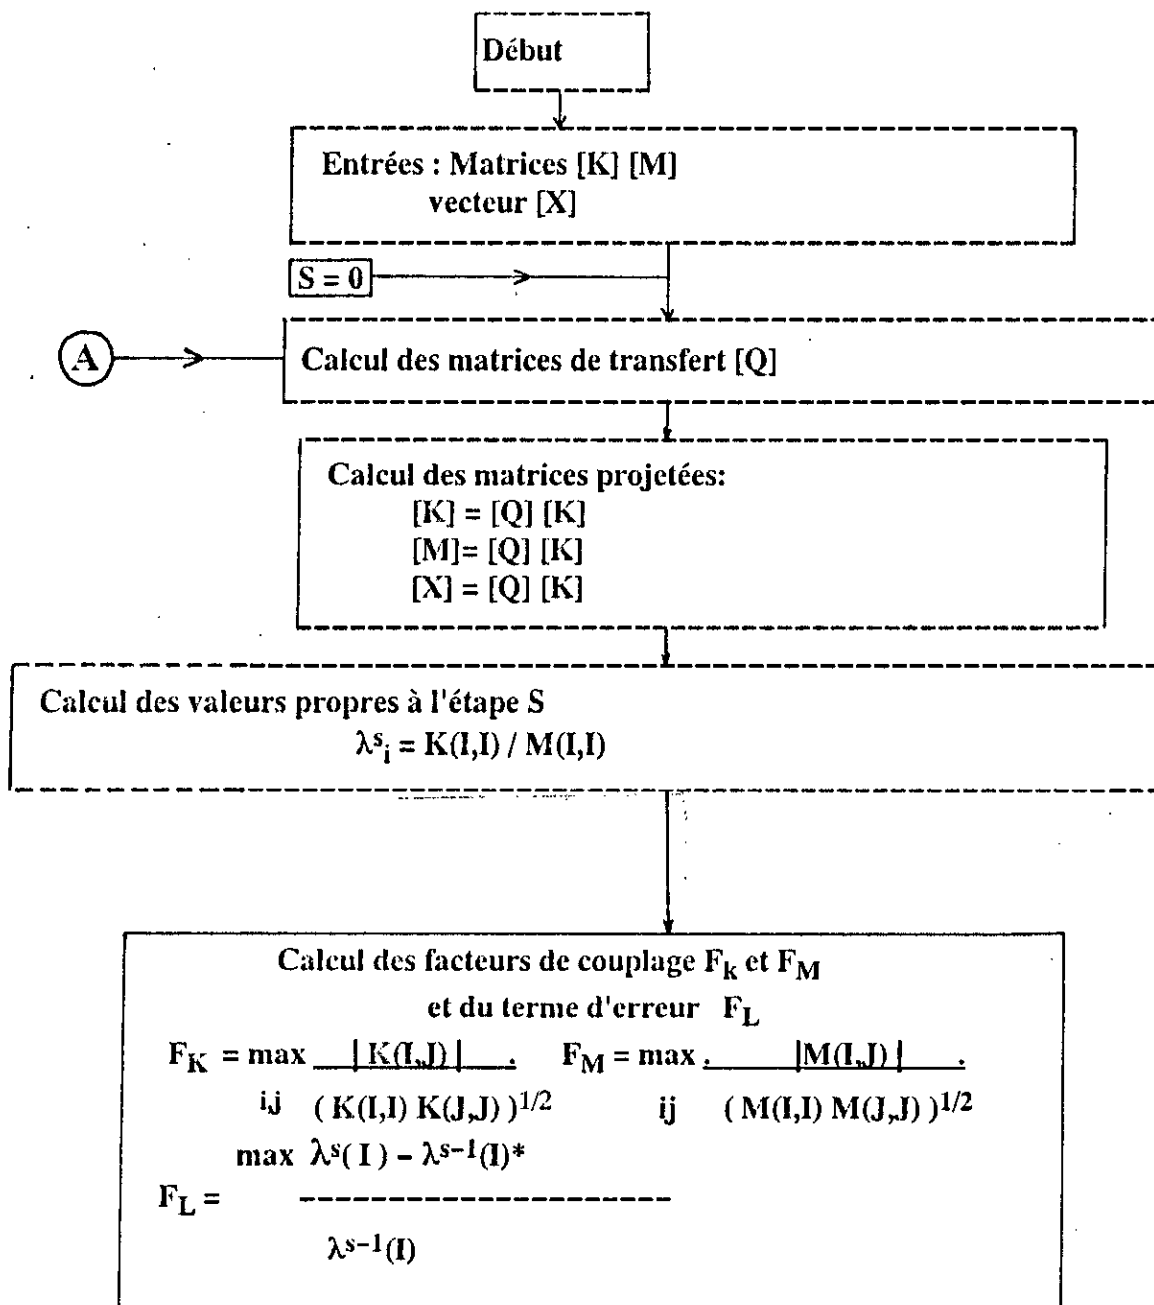 Début
Entrées : Matrices [K] [M]
vecteur [X]
S = 0
A
Calcul des matrices de transfert [Q]
Calcul des matrices projetées:
[K] = [Q] [K]
[M]= [Q] [K]
[X] = [Q] [K]
Calcul des valeurs propres à l'étape S
λˢᵢ = K(I,I) / M(I,I)
Calcul des facteurs de couplage F_k et F_M
et du terme d'erreur F_L
F_K = max |K(I,J)| . F_M = max . |M(I,J)| .
i,j ( K(I,I) K(J,J) )^1/2 ij ( M(I,I) M(J,J) )^1/2
max λ^s( I ) – λ^s–1(I)*
F_L = --------------------
λ^s–1(I)